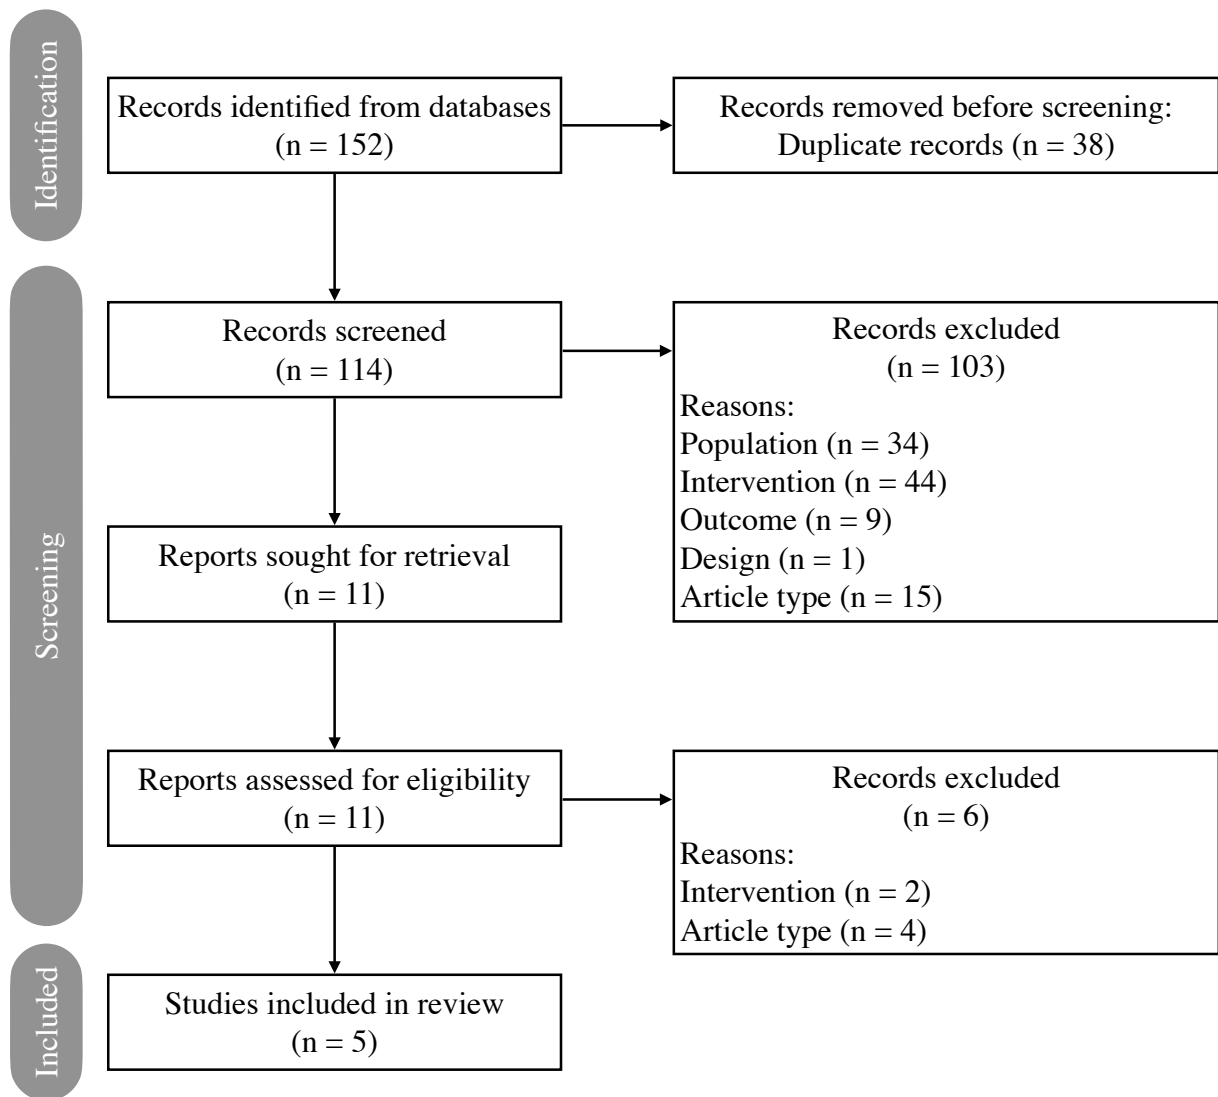 Identification
Records identified from databases
(n = 152)
Records removed before screening:
Duplicate records (n = 38)
Screening
Records screened
(n = 114)
Records excluded
(n = 103)
Reasons:
Population (n = 34)
Intervention (n = 44)
Outcome (n = 9)
Design (n = 1)
Article type (n = 15)
Reports sought for retrieval
(n = 11)
Reports assessed for eligibility
(n = 11)
Records excluded
(n = 6)
Reasons:
Intervention (n = 2)
Article type (n = 4)
Included
Studies included in review
(n = 5)